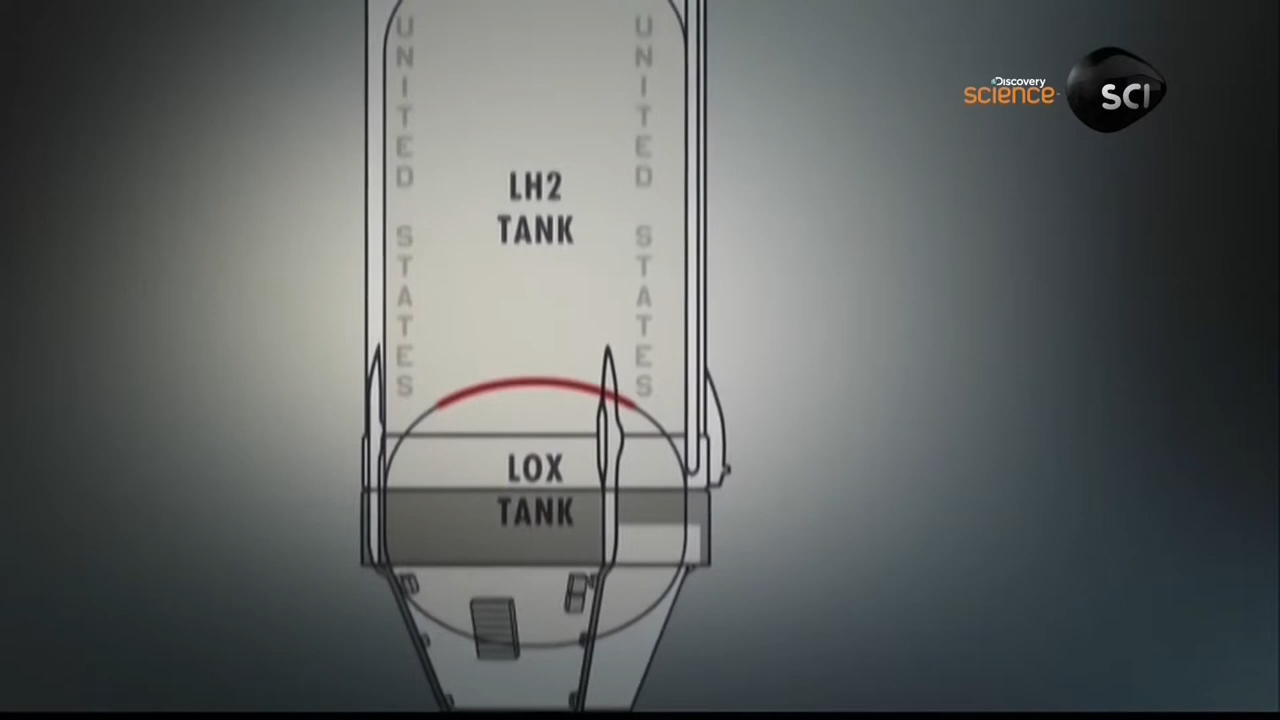 UNITED STATES
UNITED STATES
LH2
TANK
LOX
TANK
Discovery
science
SCI